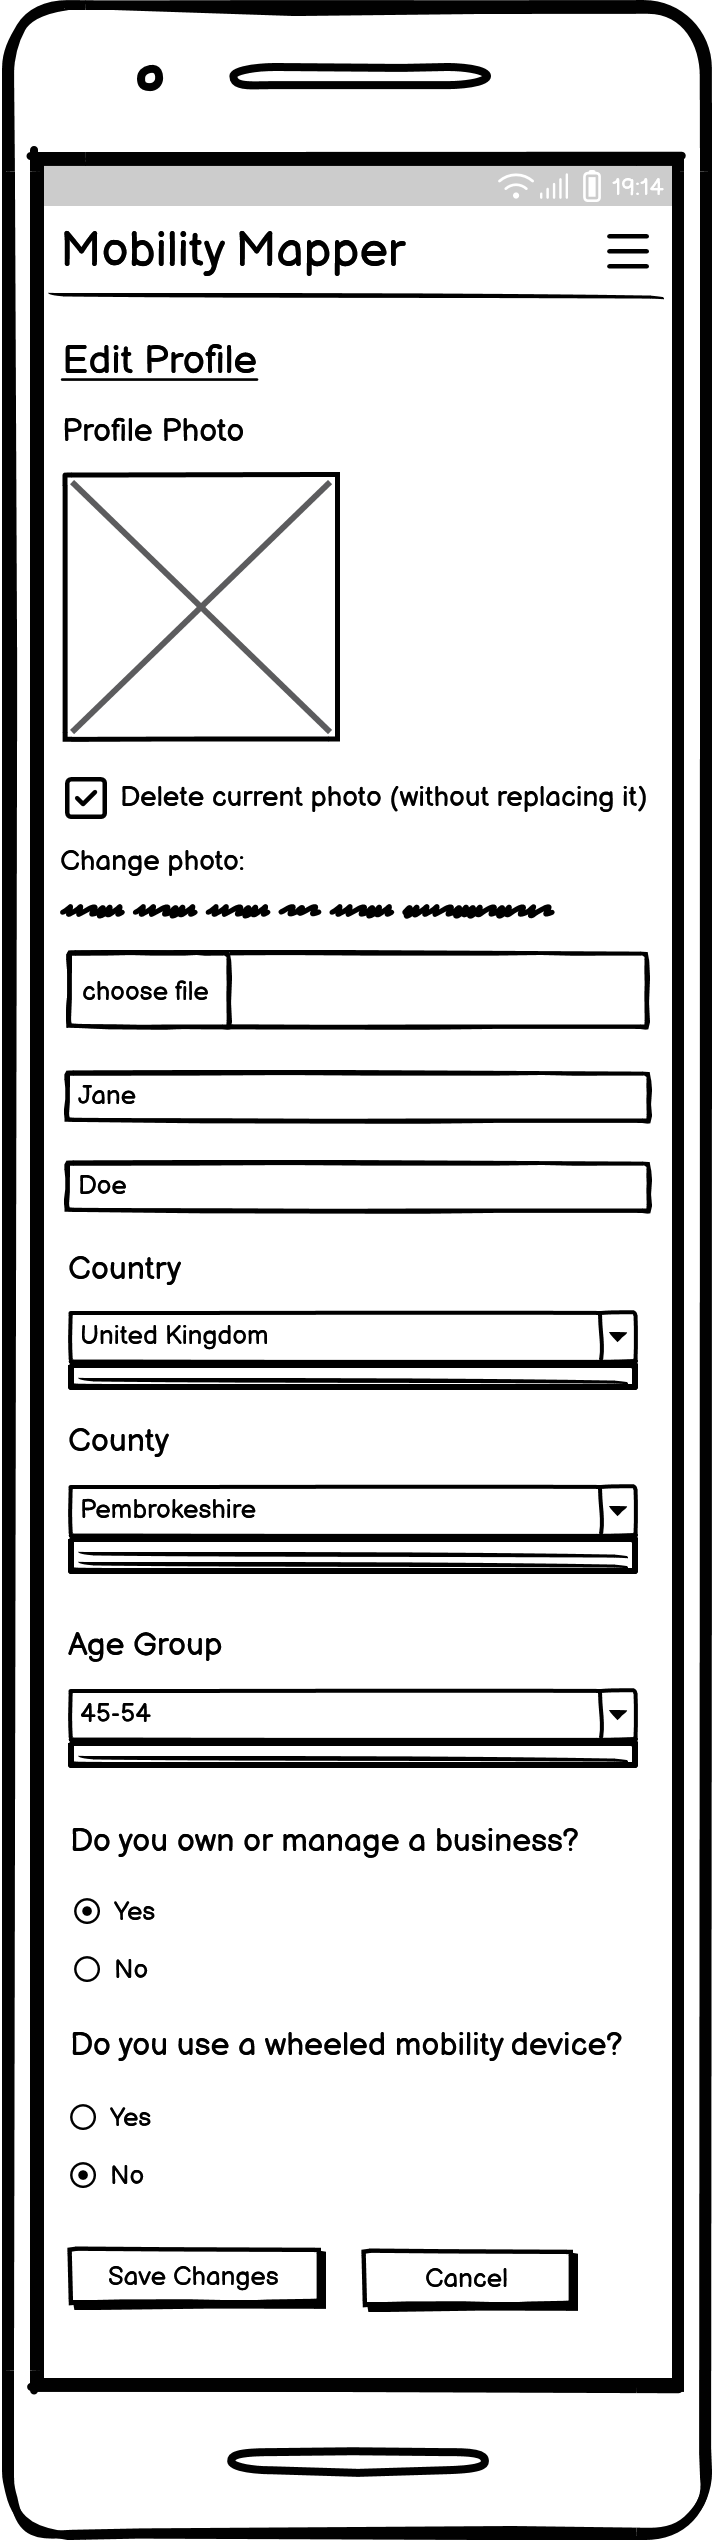 19:14
Mobility Mapper
Edit Profile
Profile Photo
Delete current photo (without replacing it)
Change photo:
choose file
Jane
Doe
Country
United Kingdom
County
Pembrokeshire
Age Group
45-54
Do you own or manage a business?
Yes
No
Do you use a wheeled mobility device?
Yes
No
Save Changes Cancel